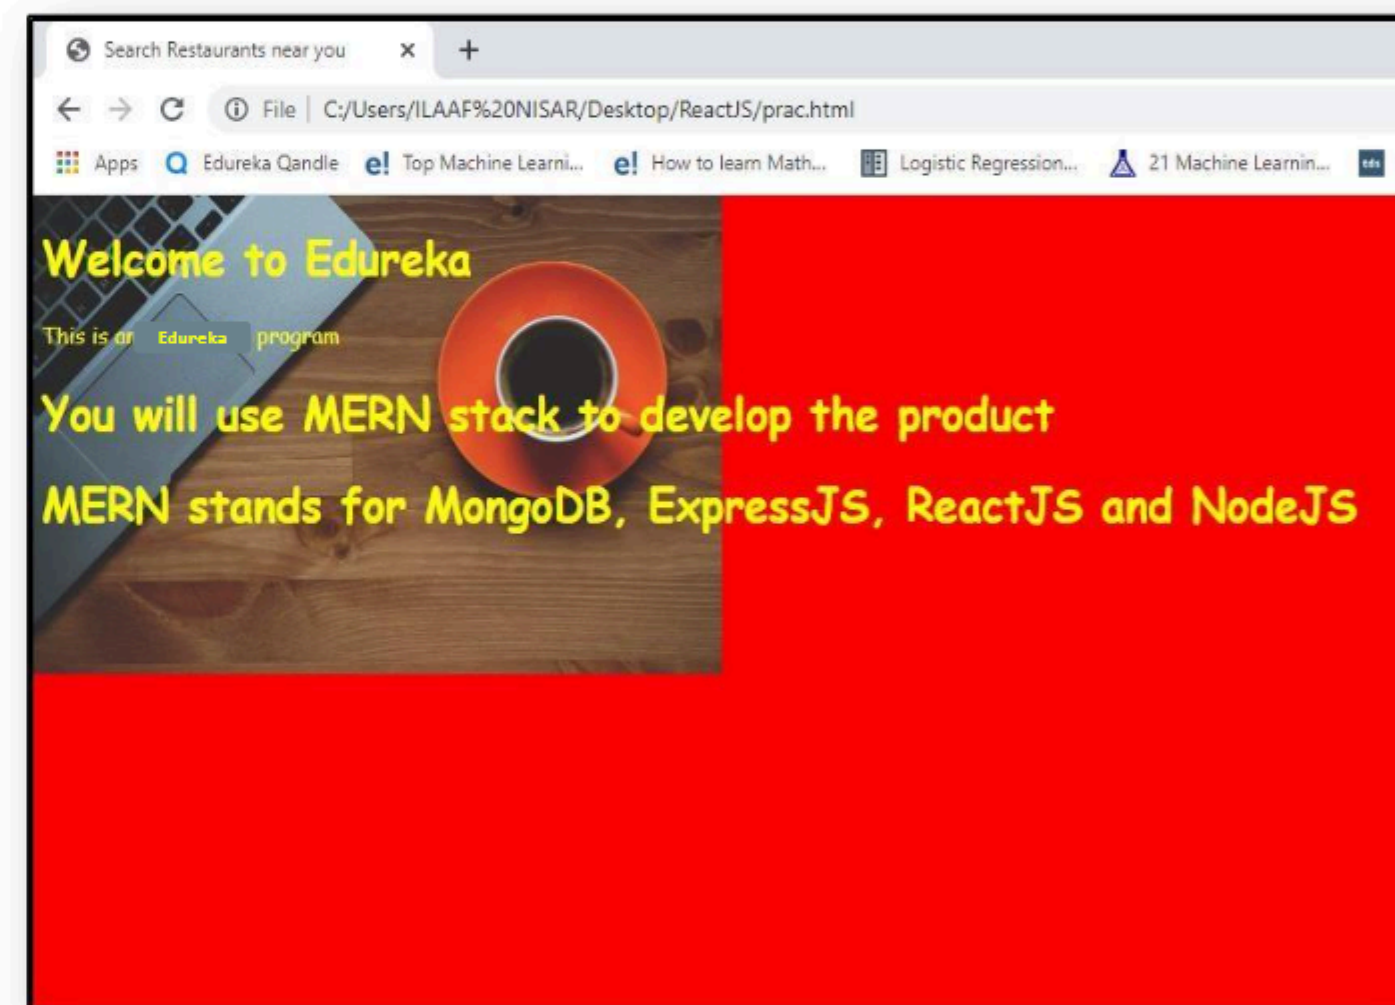 Search Restaurants near you
File | C:/Users/ILAAF%20NISAR/Desktop/ReactJS/prac.html
Apps Edureka Qandle e! Top Machine Learni... e! How to learn Math... Logistic Regression... 21 Machine Learnin... tds
Welcome to Edureka
This is an Edureka program
You will use MERN stack to develop the product
MERN stands for MongoDB, ExpressJS, ReactJS and NodeJS